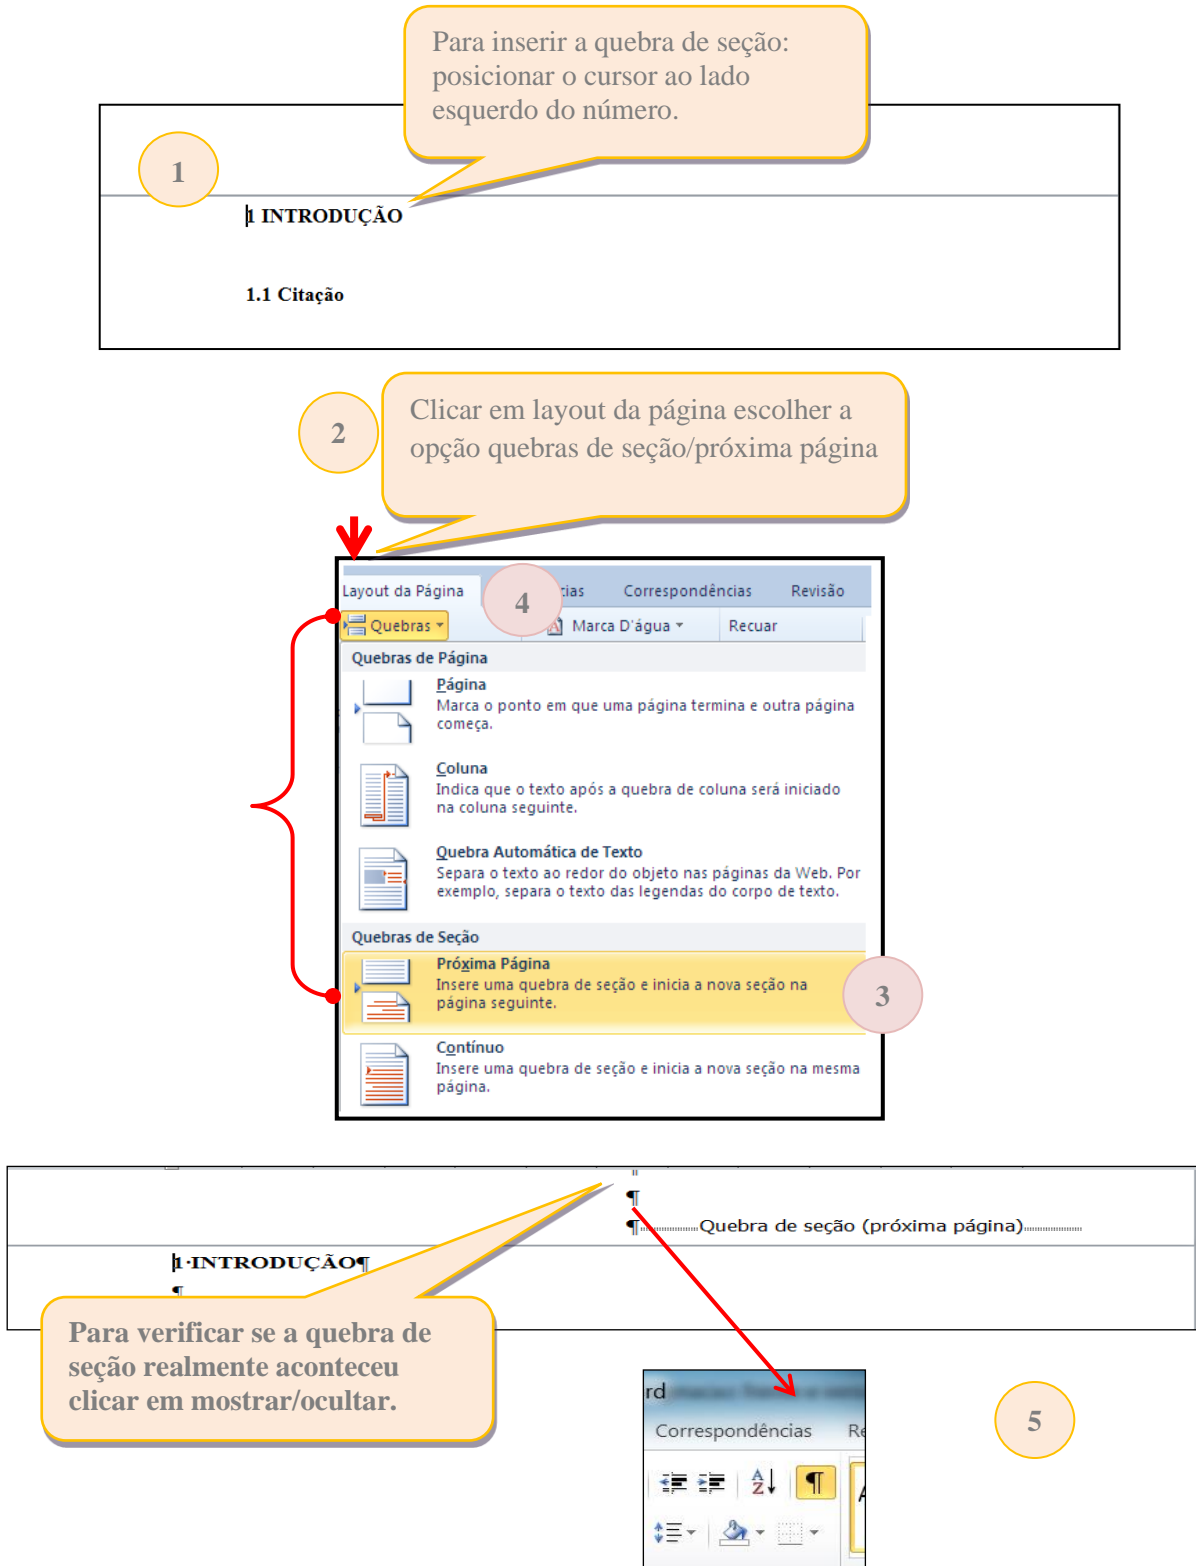 Para inserir a quebra de seção:
posicionar o cursor ao lado
esquerdo do número.
1
1 INTRODUÇÃO
1.1 Citação
2
Clicar em layout da página escolher a
opção quebras de seção/próxima página
Layout da Página
4
cias
Correspondências
Revisão
Quebras
Marca D'água
Recuar
Quebras de Página
Página
Marca o ponto em que uma página termina e outra página
começa.
Coluna
Indica que o texto após a quebra de coluna será iniciado
na coluna seguinte.
Quebra Automática de Texto
Separa o texto ao redor do objeto nas páginas da Web. Por
exemplo, separa o texto das legendas do corpo de texto.
Quebras de Seção
Próxima Página
Insere uma quebra de seção e inicia a nova seção na
página seguinte.
3
Contínuo
Insere uma quebra de seção e inicia a nova seção na mesma
página.
¶
¶Quebra de seção (próxima página)
1·INTRODUÇÃO¶
¶
Para verificar se a quebra de
seção realmente aconteceu
clicar em mostrar/ocultar.
rd
Correspondências
Re
5
A
Z
¶